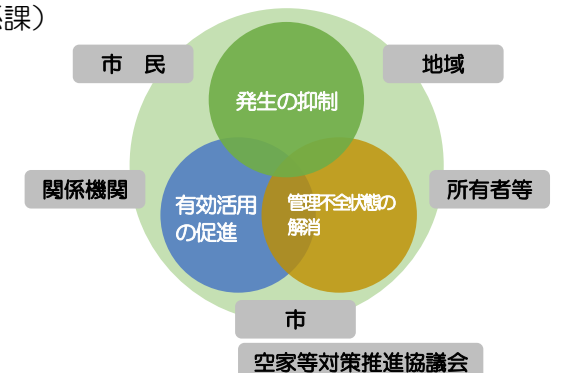 係課）
市　民
地域
発生の抑制
関係機関
所有者等
有効活用
の促進
管理不全状態の
解消
市
空家等対策推進協議会